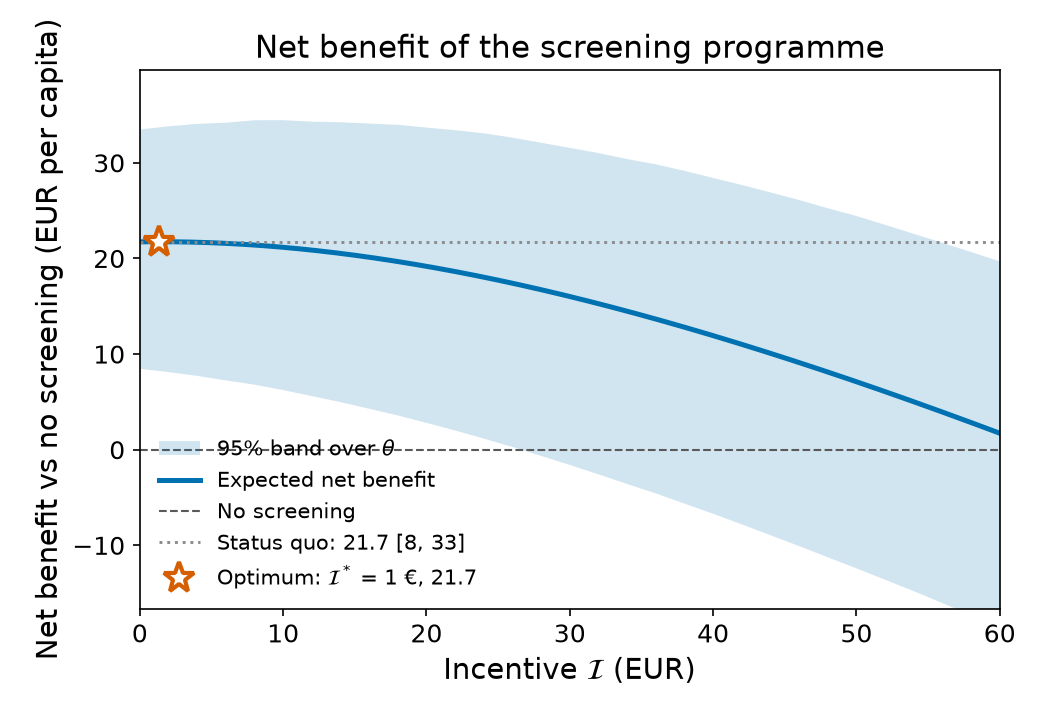 Net benefit of the screening programme
Net benefit vs no screening (EUR per capita)
30
20
10
0
−10
95% band over θ
Expected net benefit
No screening
Status quo: 21.7 [8, 33]
Optimum: ℐ* = 1 €, 21.7
0 10 20 30 40 50 60
Incentive ℐ (EUR)